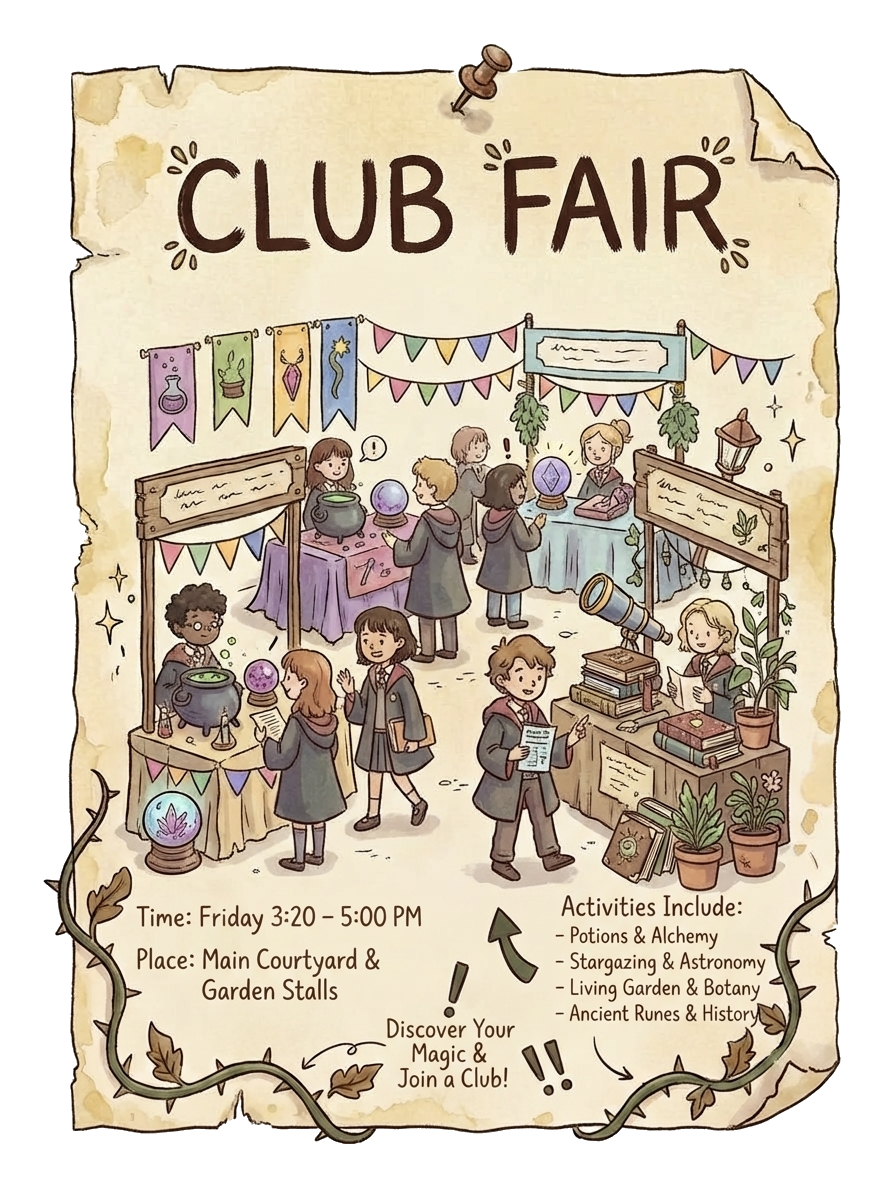 CLUB FAIR
!
!
Time: Friday 3:20 – 5:00 PM
Place: Main Courtyard &
Garden Stalls
Activities Include:
- Potions & Alchemy
- Stargazing & Astronomy
- Living Garden & Botany
- Ancient Runes & History
!
Discover Your
Magic &
Join a Club!
!!